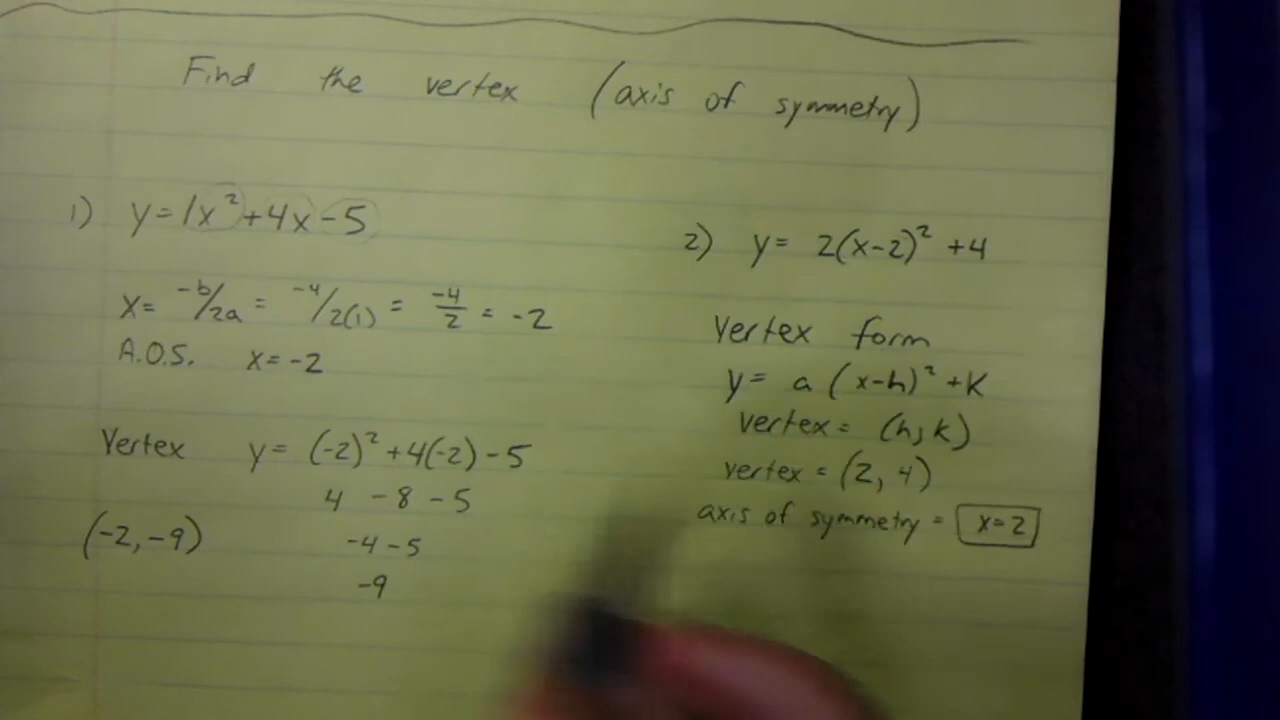 Find the vertex (axis of symmetry)
1) y=1x²+4x-5
x= -b/2a = -4/2(1) = -4/2 = -2
A.O.S. x=-2
Vertex y= (-2)²+4(-2)-5
4 -8 -5
(-2,-9) -4-5
-9
2) y= 2(x-2)² +4
Vertex form
y= a (x-h)² +k
vertex= (h,k)
vertex = (2, 4)
axis of symmetry = x=2